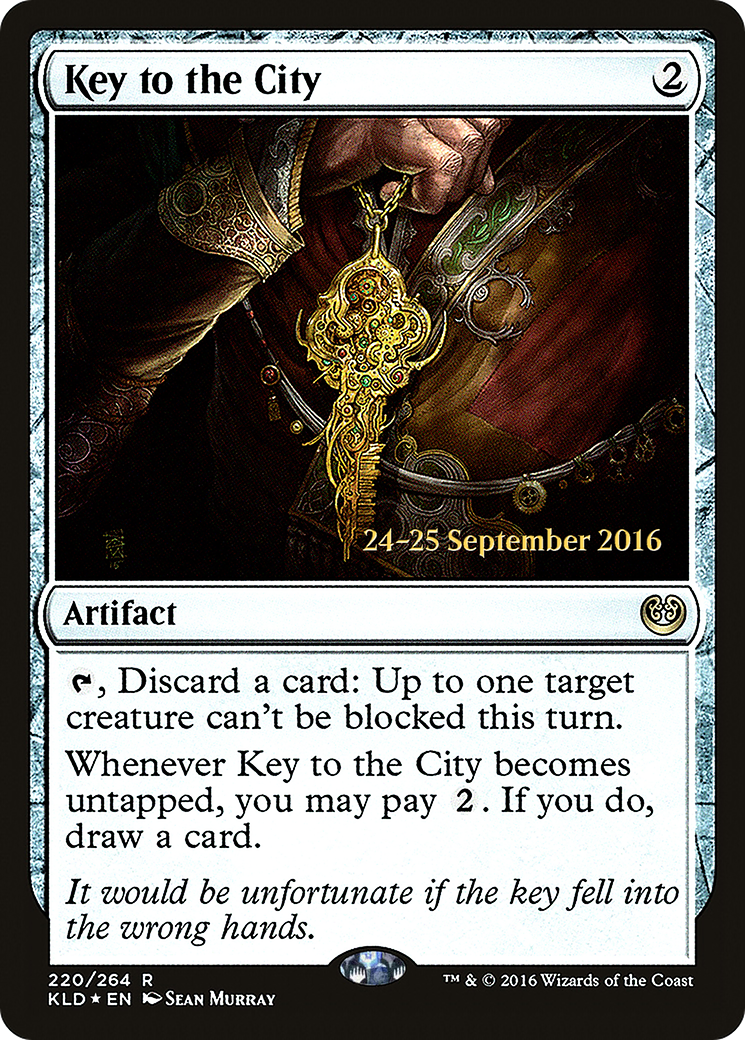 Key to the City 2
24-25 September 2016
Artifact
, Discard a card: Up to one target
creature can't be blocked this turn.
Whenever Key to the City becomes
untapped, you may pay 2. If you do,
draw a card.
It would be unfortunate if the key fell into
the wrong hands.
220/264 R
™ & © 2016 Wizards of the Coast
KLD ★ EN Sean Murray